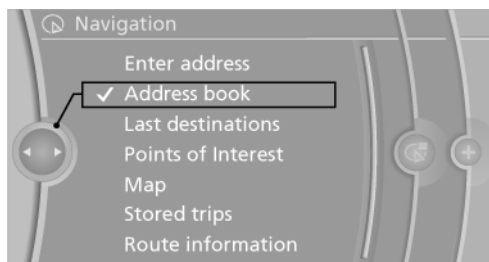 Navigation
Enter address
Address book
Last destinations
Points of Interest
Map
Stored trips
Route information